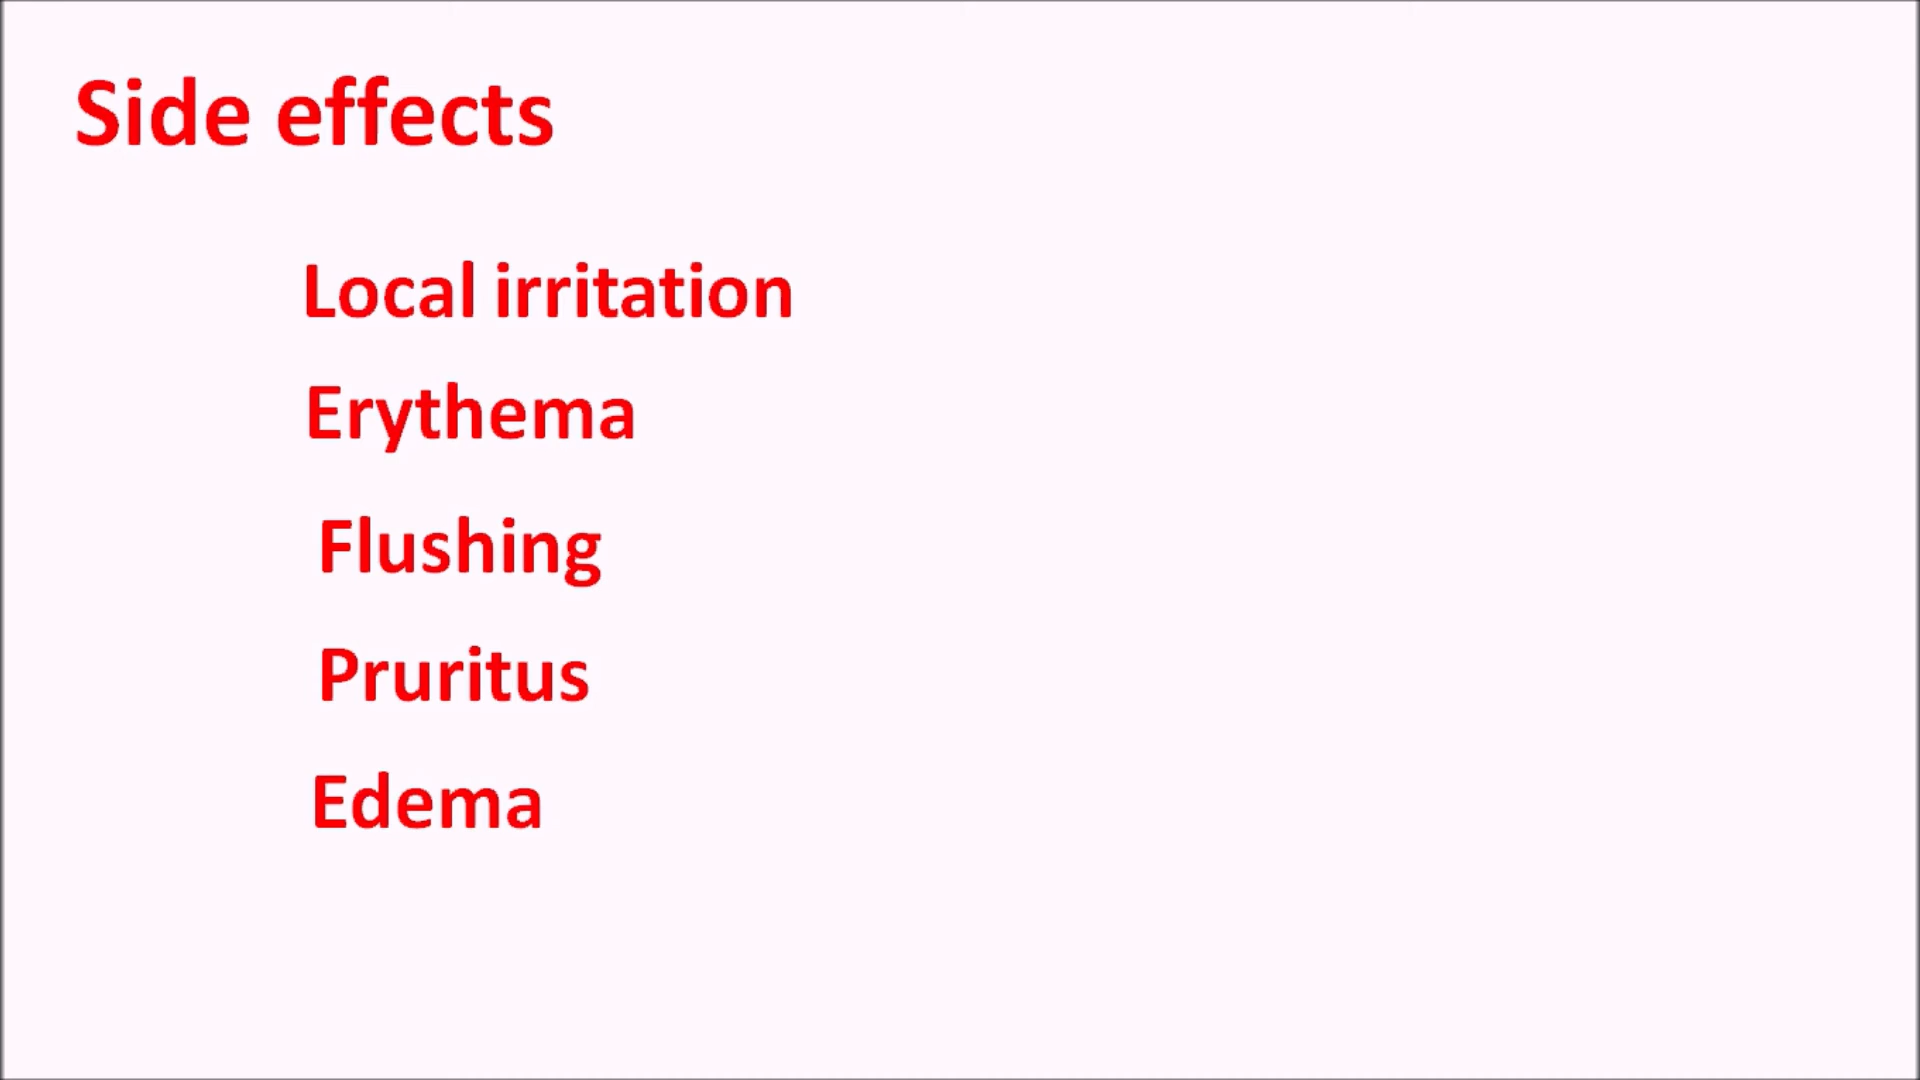 Side effects
Local irritation
Erythema
Flushing
Pruritus
Edema